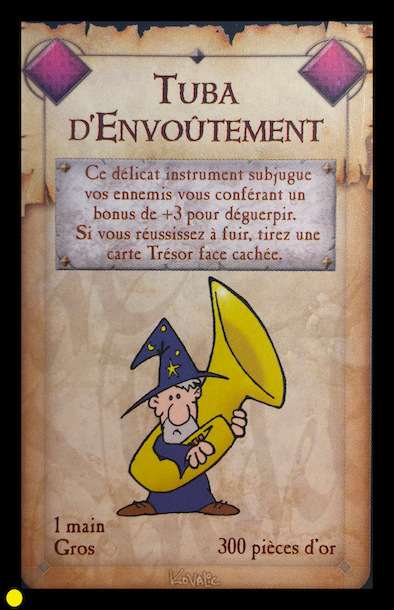 TUBA
D'ENVOÛTEMENT
Ce délicat instrument subjugue
vos ennemis vous conférant un
bonus de +3 pour déguerpir.
Si vous réussissez à fuir, tirez une
carte Trésor face cachée.
1 main
Gros
300 pièces d'or
KOVALIC